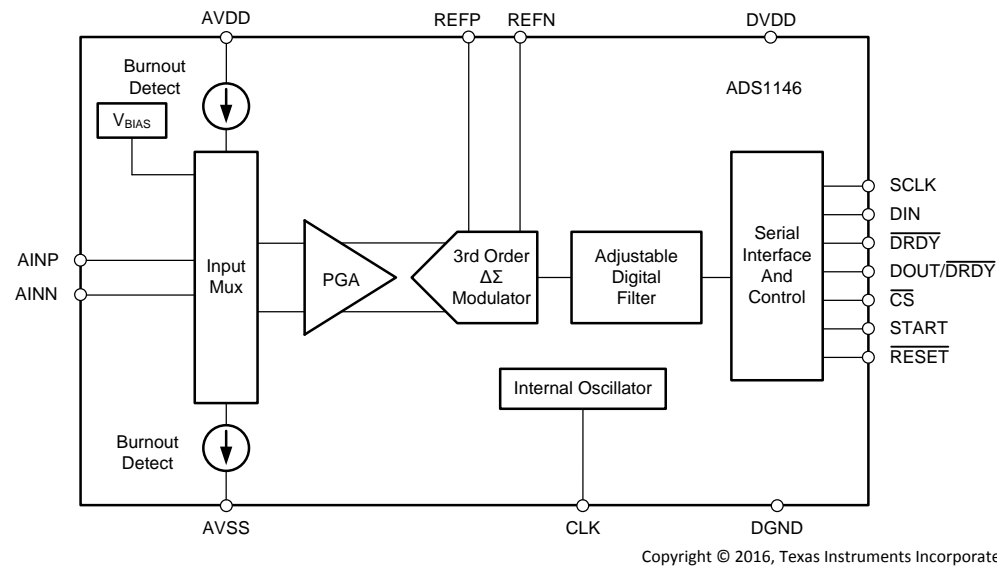 AVDD
REFP
REFN
DVDD
Burnout
Detect
ADS1146
VBIAS
SCLK
DIN
DRDY
DOUT/DRDY
CS
START
RESET
AINP
AINN
Input
Mux
PGA
3rd Order
ΔΣ
Modulator
Adjustable
Digital
Filter
Serial
Interface
And
Control
Internal Oscillator
Burnout
Detect
AVSS
CLK
DGND
Copyright © 2016, Texas Instruments Incorporate